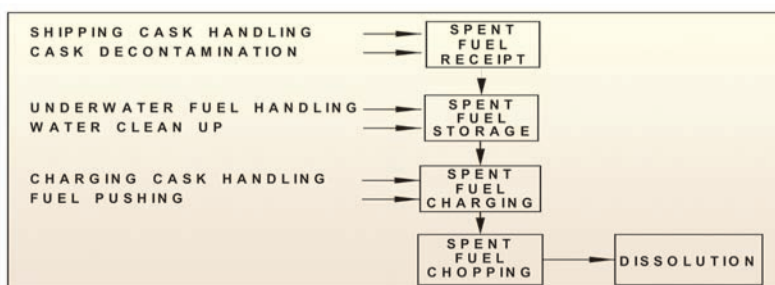 SHIPPING CASK HANDLING
CASK DECONTAMINATION
SPENT
FUEL
RECEIPT
UNDERWATER FUEL HANDLING
WATER CLEAN UP
SPENT
FUEL
STORAGE
CHARGING CASK HANDLING
FUEL PUSHING
SPENT
FUEL
CHARGING
SPENT
FUEL
CHOPPING
DISSOLUTION